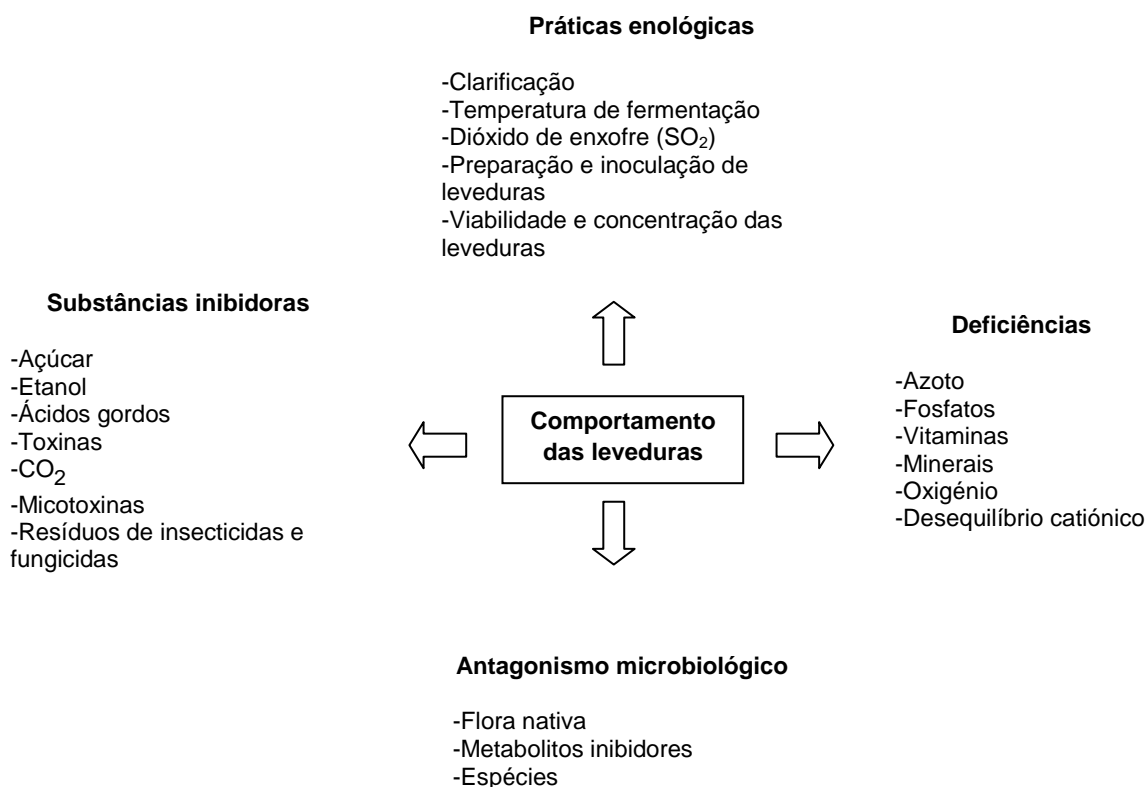 Práticas enológicas
-Clarificação
-Temperatura de fermentação
-Dióxido de enxofre (SO₂)
-Preparação e inoculação de
leveduras
-Viabilidade e concentração das
leveduras
Substâncias inibidoras
-Açúcar
-Etanol
-Ácidos gordos
-Toxinas
-CO₂
-Micotoxinas
-Resíduos de insecticidas e
fungicidas
Comportamento
das leveduras
Deficiências
-Azoto
-Fosfatos
-Vitaminas
-Minerais
-Oxigénio
-Desequilíbrio catiónico
Antagonismo microbiológico
-Flora nativa
-Metabolitos inibidores
-Espécies